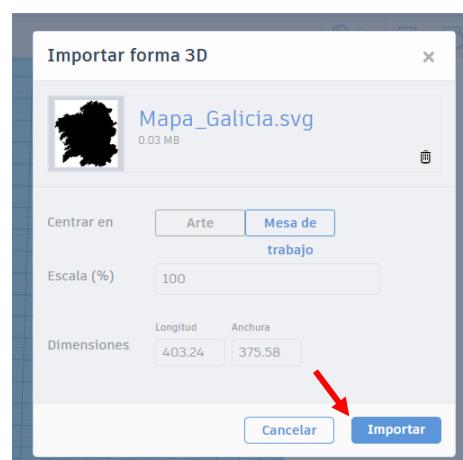 Importar forma 3D
Mapa_Galicia.svg
0.03 MB
Centrar en
Arte
Mesa de
trabajo
Escala (%)
100
Longitud Anchura
Dimensiones
403.24 375.58
Cancelar Importar